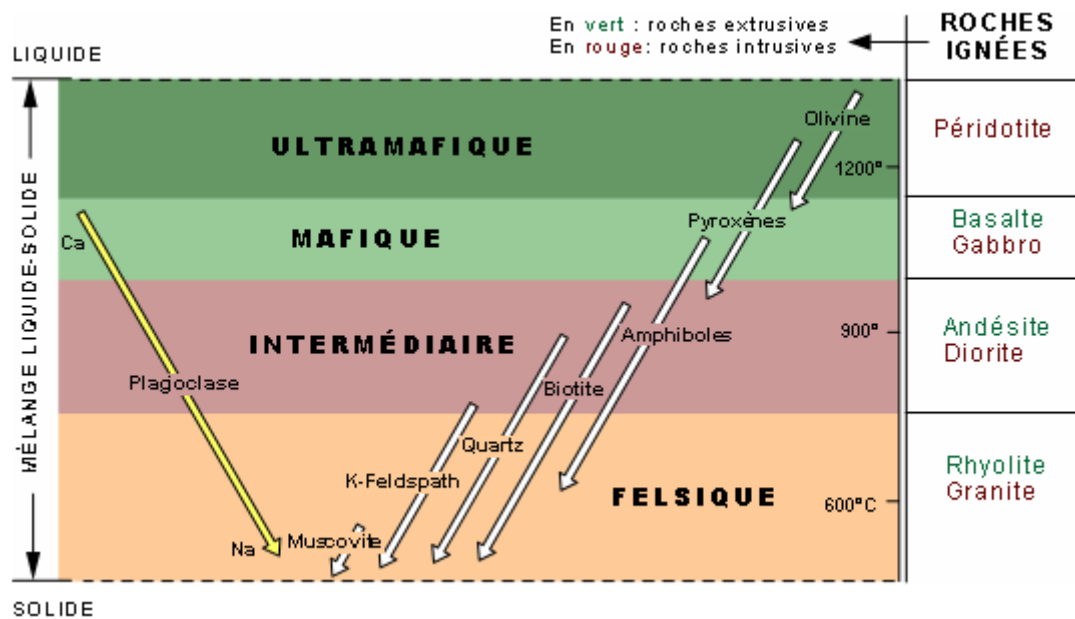 En vert : roches extrusives
En rouge: roches intrusives
ROCHES
IGNÉES
LIQUIDE
MÉLANGE LIQUIDE-SOLIDE
ULTRAMAFIQUE
Olivine
1200°
Péridotite
Ca
MAFIQUE
Pyroxènes
Basalte
Gabbro
INTERMÉDIAIRE
Amphiboles
900°
Andésite
Diorite
Plagioclase
Biotite
Quartz
K-Feldspath
FELSIQUE
600°C
Rhyolite
Granite
Na
Muscovite
SOLIDE